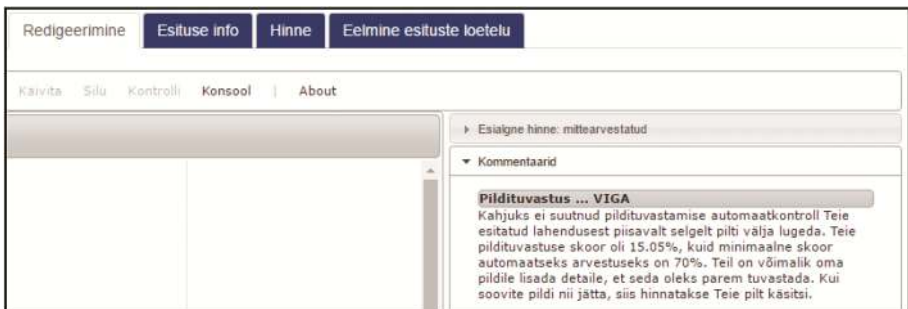 Redigeerimine Esituse info Hinne Eelmine esituste loetelu
Käivita Silu Kontrolli Konsool | About
Esialgne hinne: mittearvestatud
Kommentaarid
Pildituvastus ... VIGA
Kahjuks ei suutnud pildituvastamise automaatkontroll Teie
esitatud lahendusest piisavalt selgelt pilti välja lugeda. Teie
pildituvastuse skoor oli 15.05%, kuid minimaalne skoor
automaatseks arvestuseks on 70%. Teil on võimalik oma
pildile lisada detaile, et seda oleks parem tuvastada. Kui
soovite pildi nii jätta, siis hinnatakse Teie pilt käsitsi.